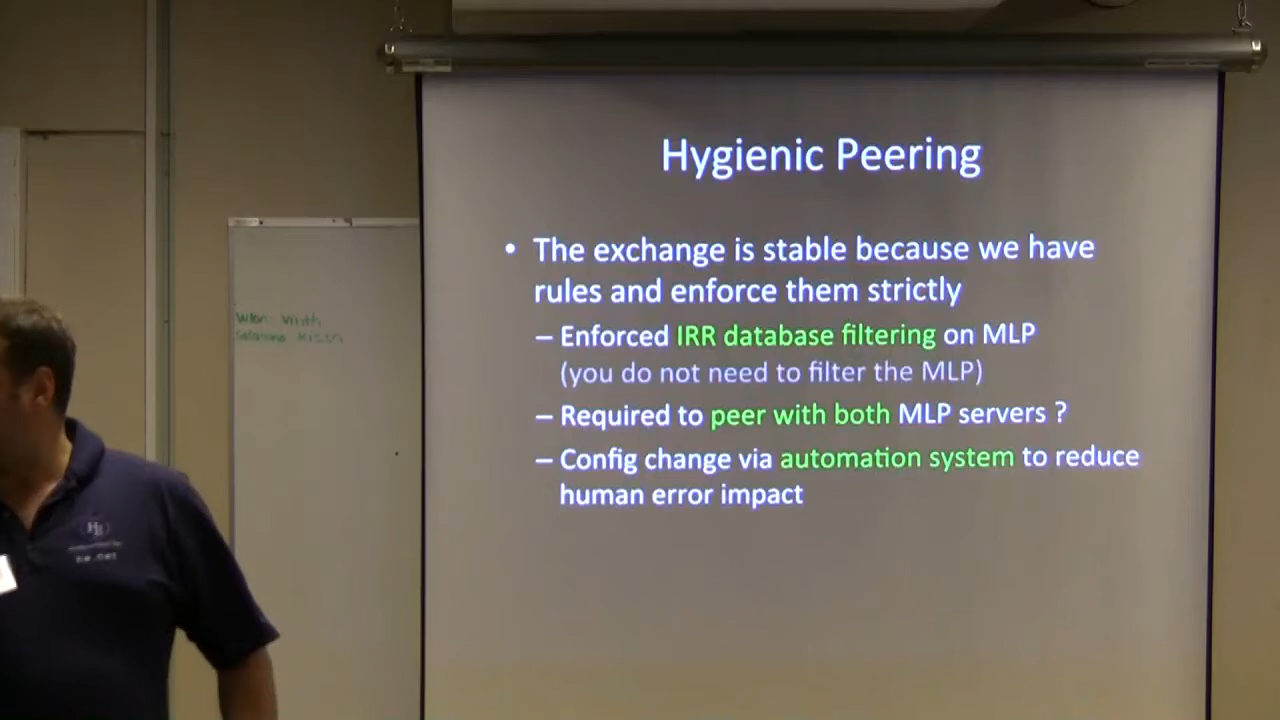 Hygienic Peering
• The exchange is stable because we have
rules and enforce them strictly
– Enforced IRR database filtering on MLP
(you do not need to filter the MLP)
– Required to peer with both MLP servers ?
– Config change via automation system to reduce
human error impact
he.net